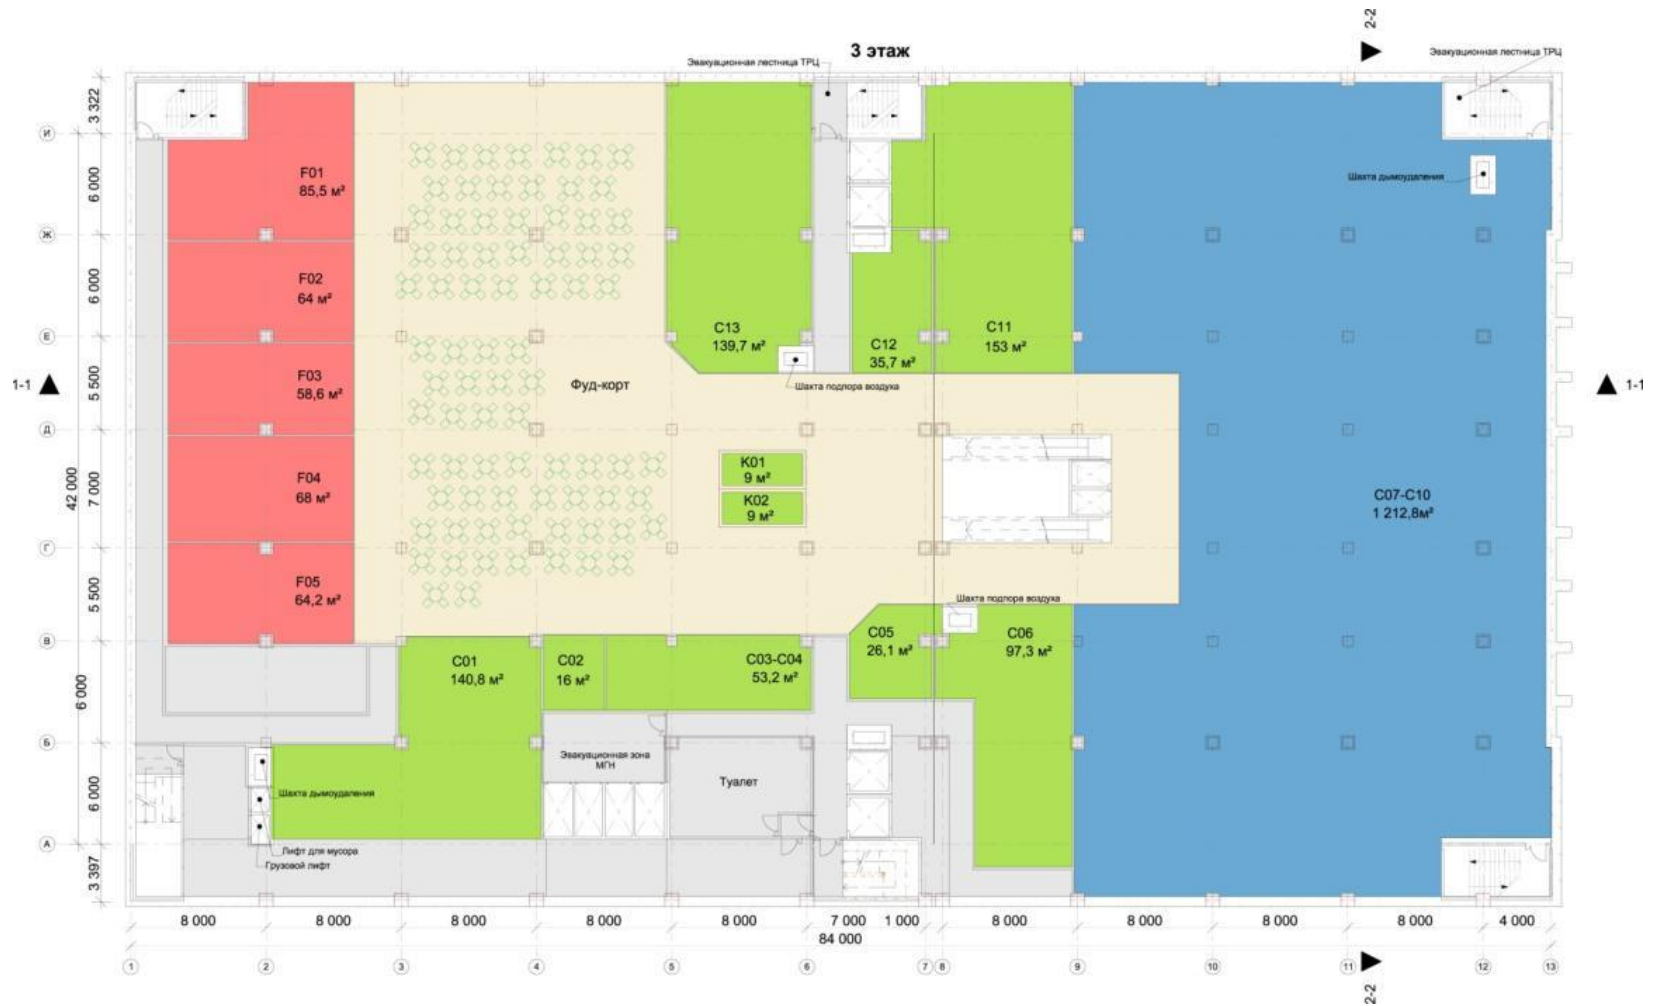 2-2
3 этаж
Эвакуационная лестница ТРЦ
Эвакуационная лестница ТРЦ
3 322
И
6 000
F01
85,5 м²
Шахта дымоудаления
Ж
6 000
F02
64 м²
Е
C13
139,7 м²
C12
35,7 м²
C11
153 м²
1-1
5 500
F03
58,6 м²
Фуд-корт
Шахта подпора воздуха
1-1
Д
42 000
7 000
F04
68 м²
K01
9 м²
K02
9 м²
C07-C10
1 212,8м²
Г
5 500
F05
64,2 м²
Шахта подпора воздуха
В
C05
26,1 м²
C06
97,3 м²
C01
140,8 м²
C02
16 м²
C03-C04
53,2 м²
6 000
Б
Эвакуационная зона
МГН
Туалет
6 000
Шахта дымоудаления
А
Лифт для мусора
Грузовой лифт
3 397
8 000
8 000
8 000
8 000
8 000
7 000
1 000
8 000
8 000
8 000
8 000
4 000
84 000
1
2
3
4
5
6
7
8
9
10
11
12
13
2-2